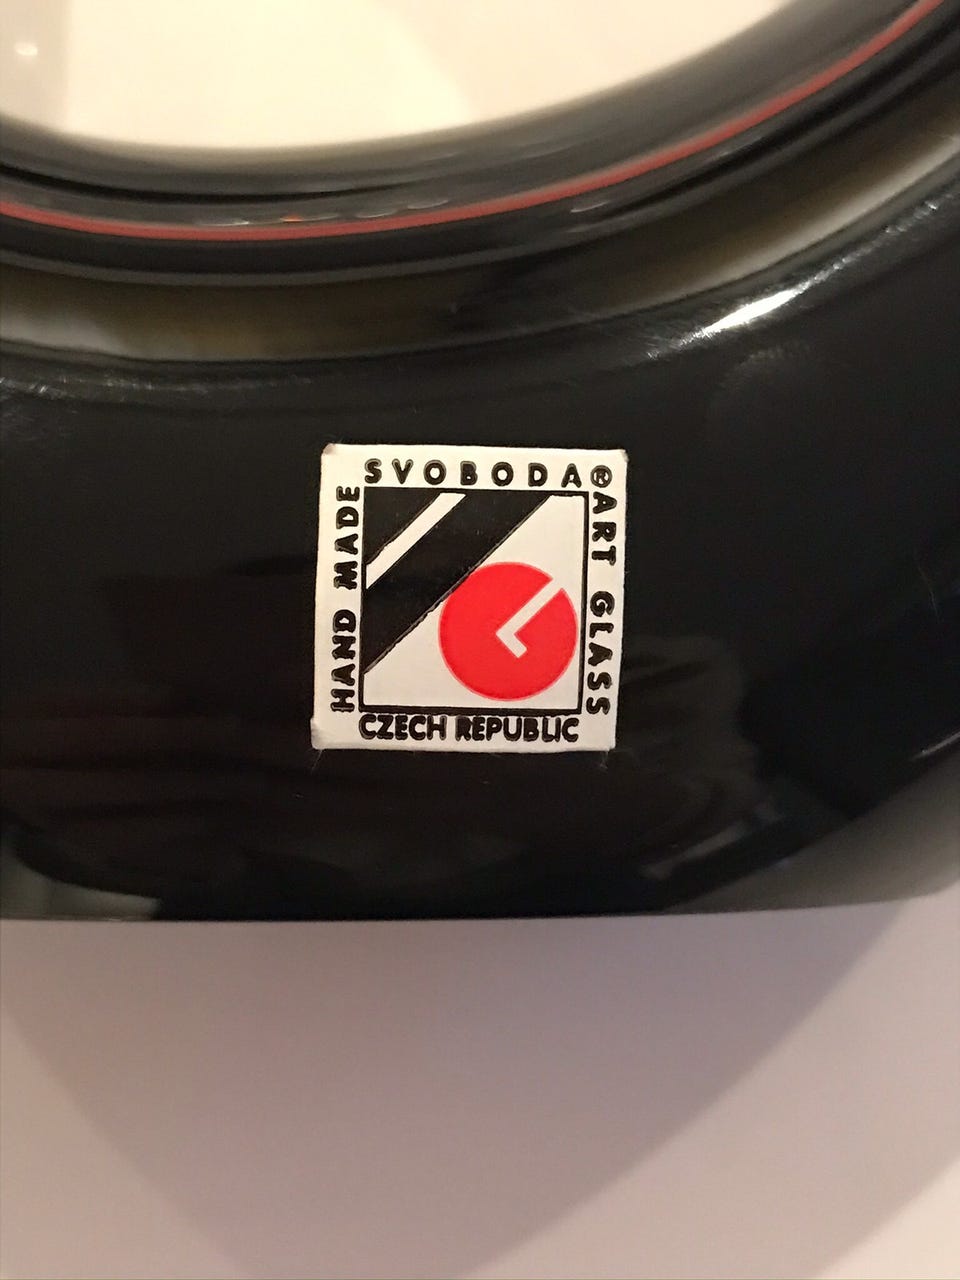 SVOBODA®
ART GLASS
HAND MADE
CZECH REPUBLIC